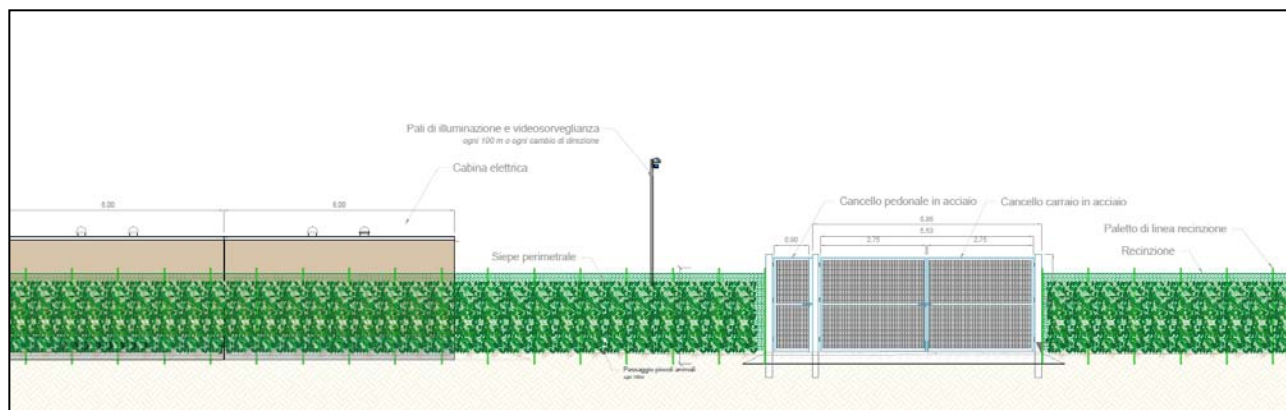 Pali di illuminazione e videosorveglianza
ogni 100 m o ogni cambio di direzione
Cabina elettrica
6.00
6.00
Cancello pedonale in acciaio
Cancello carraio in acciaio
Paletto di linea recinzione
Recinzione
0.90
2.75
2.75
Siepe perimetrale
Passaggio piccoli animali